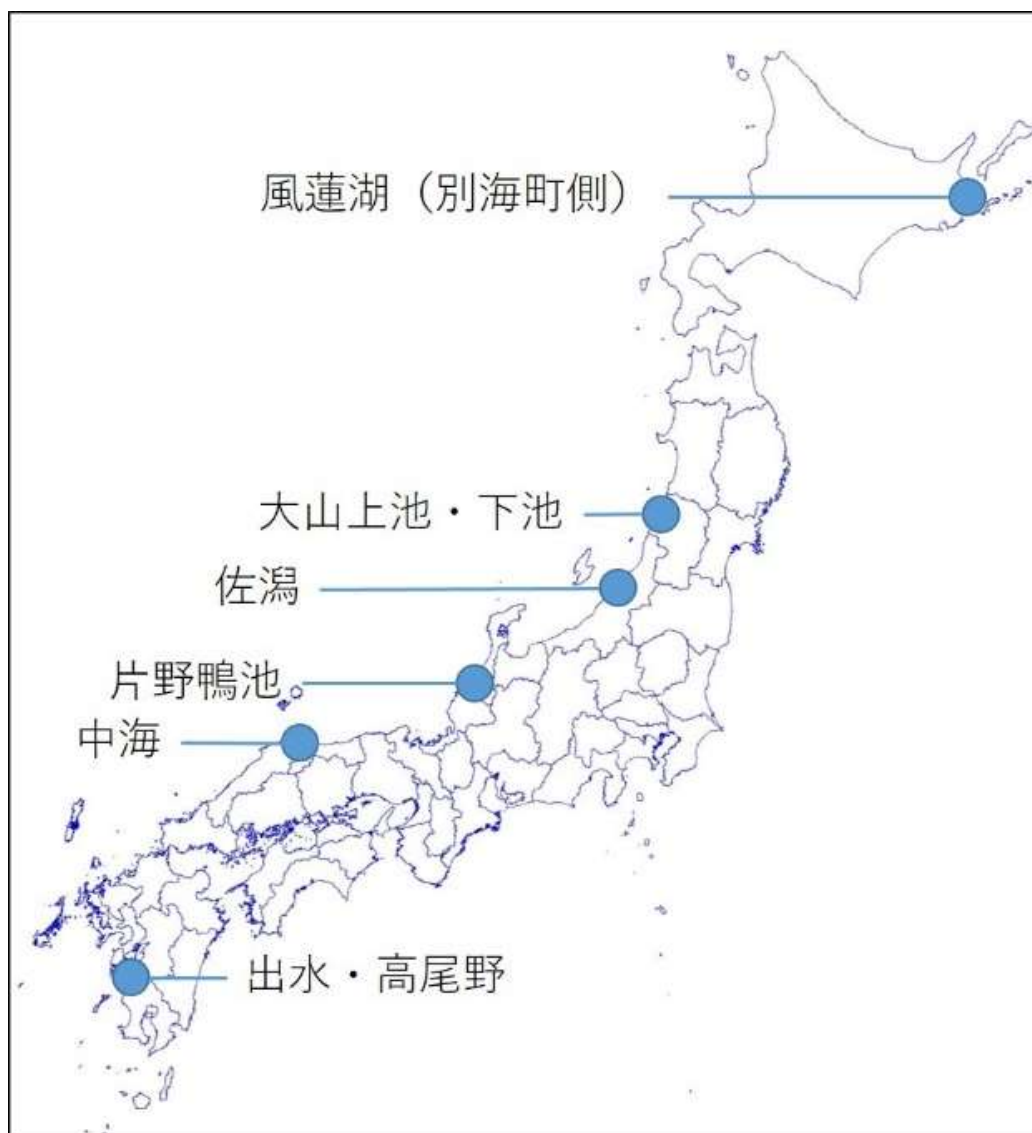 風蓮湖（別海町側）
大山上池・下池
佐潟
片野鴨池
中海
出水・高尾野